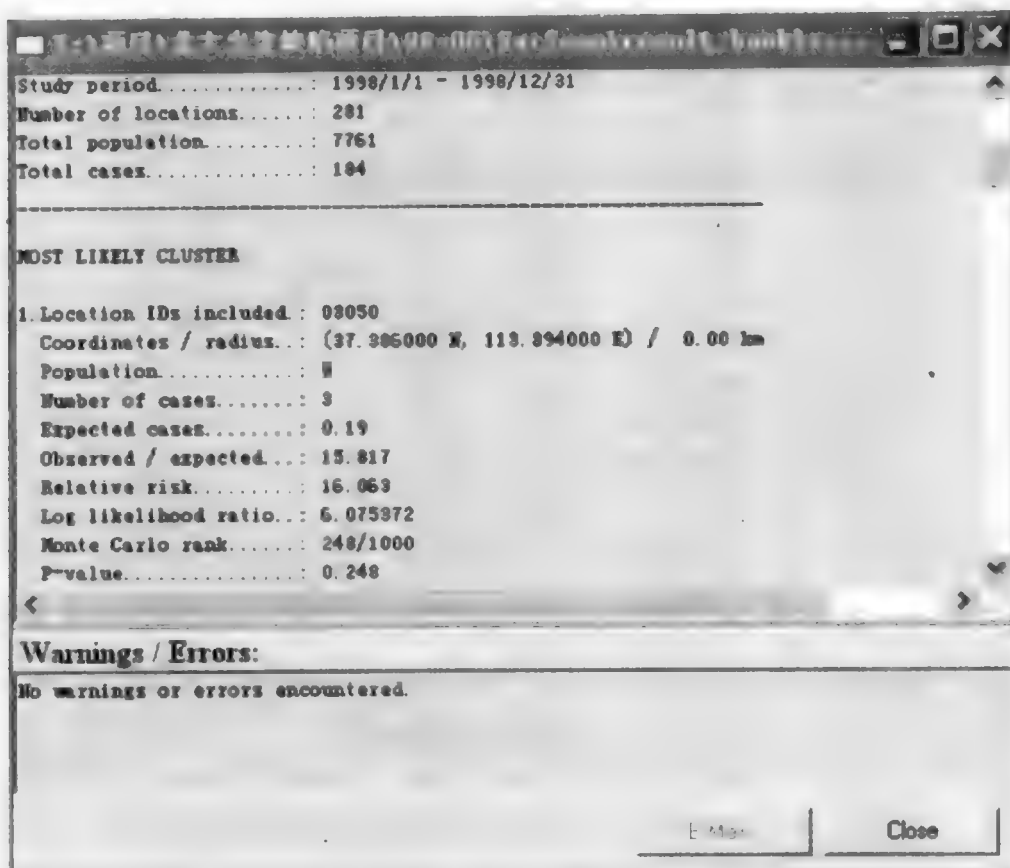 Study period.............: 1998/1/1 - 1998/12/31
Number of locations......: 281
Total population.........: 7761
Total cases..............: 184
MOST LIKELY CLUSTER
1.Location IDs included.: 03050
Coordinates / radius..: (37.386000 N, 113.894000 E) / 0.00 km
Population............:
Number of cases.......: 3
Expected cases........: 0.19
Observed / expected...: 15.817
Relative risk.........: 16.063
Log likelihood ratio..: 6.075372
Monte Carlo rank......: 248/1000
P-value...............: 0.248
Warnings / Errors:
No warnings or errors encountered.
Close